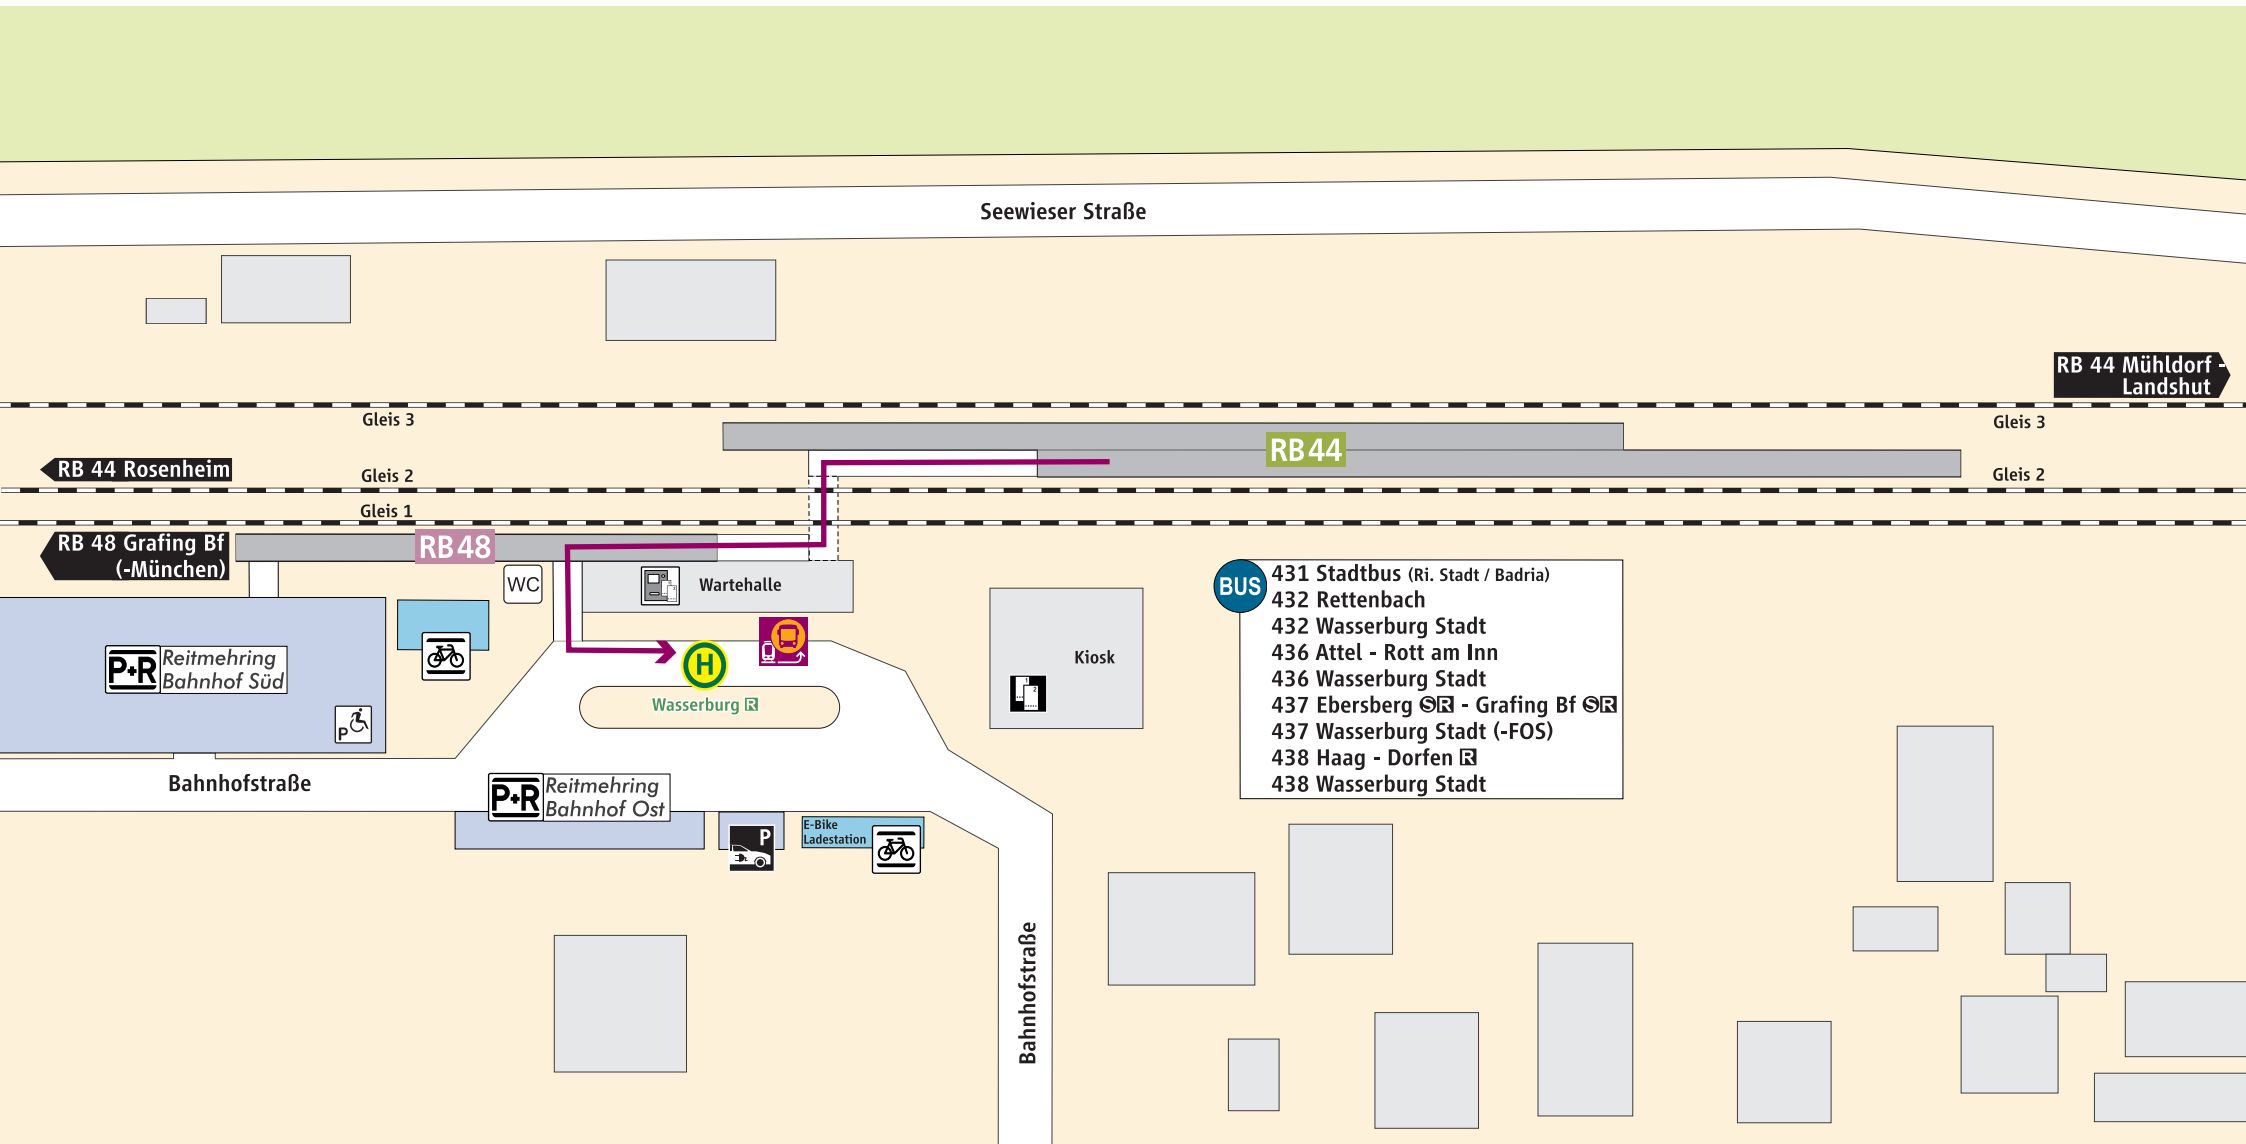 Seewieser Straße
RB 44 Mühldorf -
Landshut
Gleis 3
Gleis 3
RB 44
RB 44 Rosenheim
Gleis 2
Gleis 2
Gleis 1
RB 48 Grafing Bf
(-München)
RB 48
WC
Wartehalle
BUS
431 Stadtbus (Ri. Stadt / Badria)
432 Rettenbach
432 Wasserburg Stadt
436 Attel - Rott am Inn
436 Wasserburg Stadt
437 Ebersberg S R - Grafing Bf S R
437 Wasserburg Stadt (-FOS)
438 Haag - Dorfen R
438 Wasserburg Stadt
P+R
Reitmehring
Bahnhof Süd
P
H
Wasserburg R
Kiosk
1
2
Bahnhofstraße
P+R
Reitmehring
Bahnhof Ost
P
E-Bike
Ladestation
Bahnhofstraße